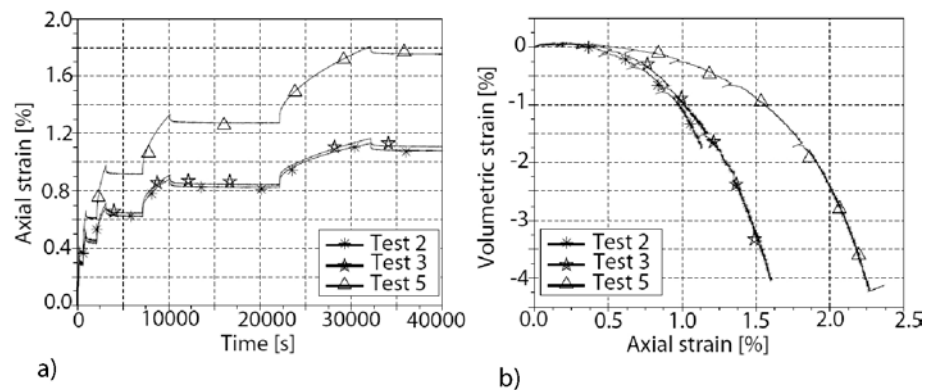 Axial strain [%]
2.0
1.6
1.2
0.8
0.4
0.0
0 10000 20000 30000 40000
Time [s]
Test 2
Test 3
Test 5
a)
Volumetric strain [%]
0
-1
-2
-3
-4
0.0 0.5 1.0 1.5 2.0 2.5
Axial strain [%]
Test 2
Test 3
Test 5
b)